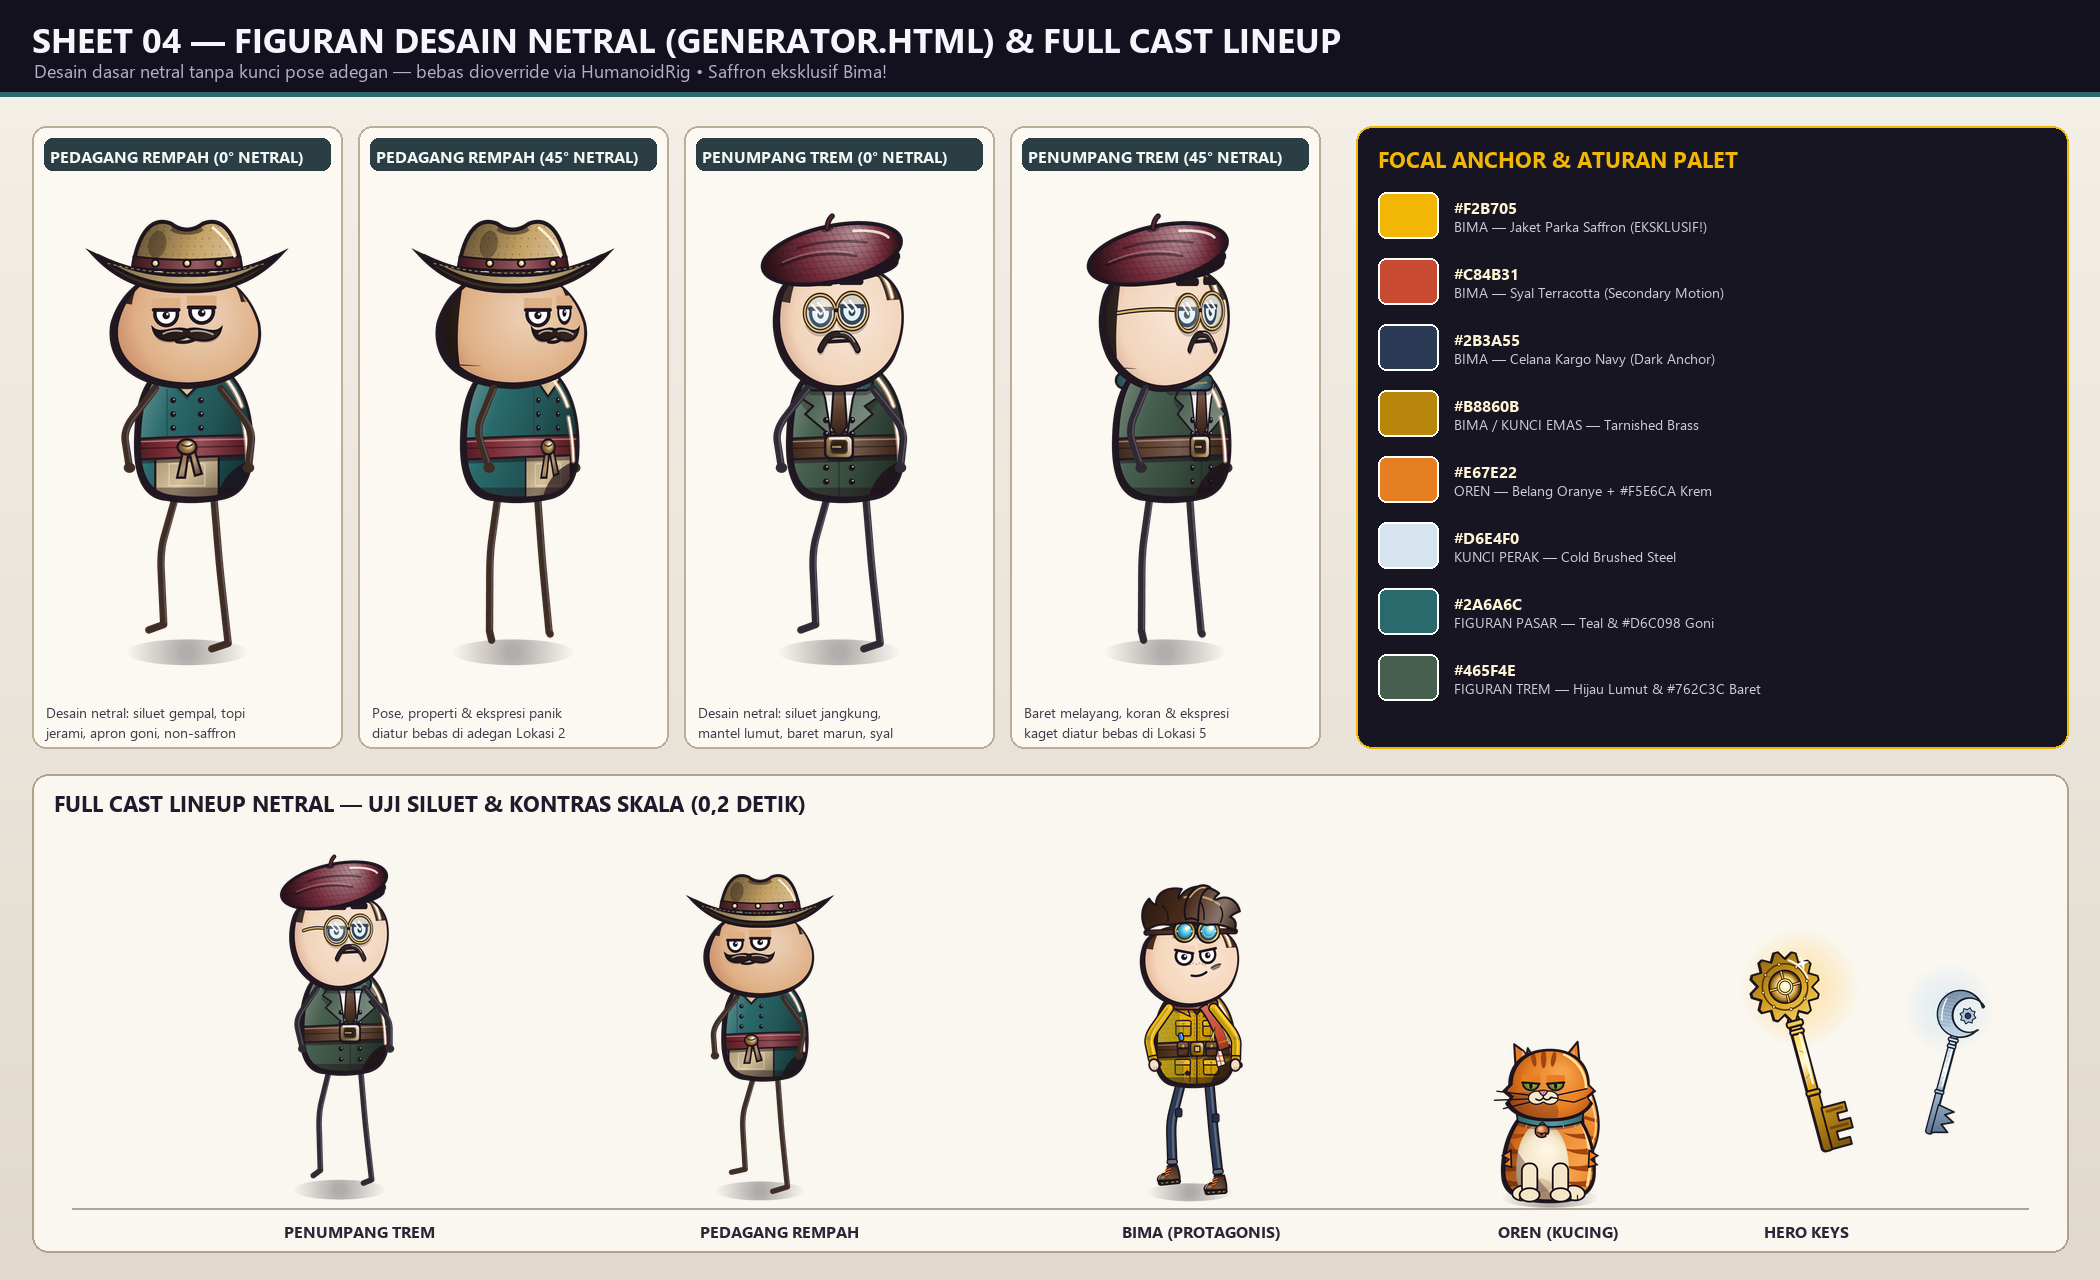 SHEET 04 — FIGURAN DESAIN NETRAL (GENERATOR.HTML) & FULL CAST LINEUP
Desain dasar netral tanpa kunci pose adegan — bebas dioverride via HumanoidRig • Saffron eksklusif Bima!
PEDAGANG REMPAH (0° NETRAL)
Desain netral: siluet gempal, topi
jerami, apron goni, non-saffron
PEDAGANG REMPAH (45° NETRAL)
Pose, properti & ekspresi panik
diatur bebas di adegan Lokasi 2
PENUMPANG TREM (0° NETRAL)
Desain netral: siluet jangkung,
mantel lumut, baret marun, syal
PENUMPANG TREM (45° NETRAL)
Baret melayang, koran & ekspresi
kaget diatur bebas di Lokasi 5
FOCAL ANCHOR & ATURAN PALET
#F2B705
BIMA — Jaket Parka Saffron (EKSKLUSIF!)
#C84B31
BIMA — Syal Terracotta (Secondary Motion)
#2B3A55
BIMA — Celana Kargo Navy (Dark Anchor)
#B8860B
BIMA / KUNCI EMAS — Tarnished Brass
#E67E22
OREN — Belang Oranye + #F5E6CA Krem
#D6E4F0
KUNCI PERAK — Cold Brushed Steel
#2A6A6C
FIGURAN PASAR — Teal & #D6C098 Goni
#465F4E
FIGURAN TREM — Hijau Lumut & #762C3C Baret
FULL CAST LINEUP NETRAL — UJI SILUET & KONTRAS SKALA (0,2 DETIK)
PENUMPANG TREM
PEDAGANG REMPAH
BIMA (PROTAGONIS)
OREN (KUCING)
HERO KEYS